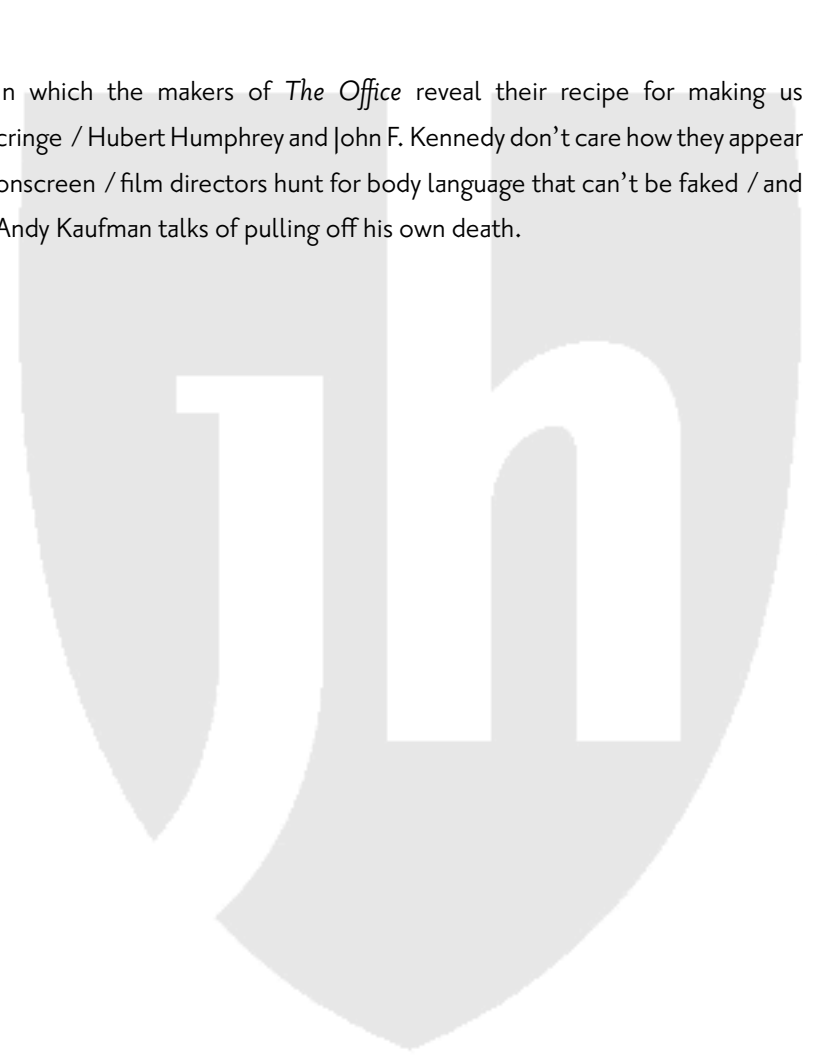 n which the makers of The Office reveal their recipe for making us
cringe / Hubert Humphrey and John F. Kennedy don't care how they appear
onscreen / film directors hunt for body language that can't be faked / and
Andy Kaufman talks of pulling off his own death.
jh